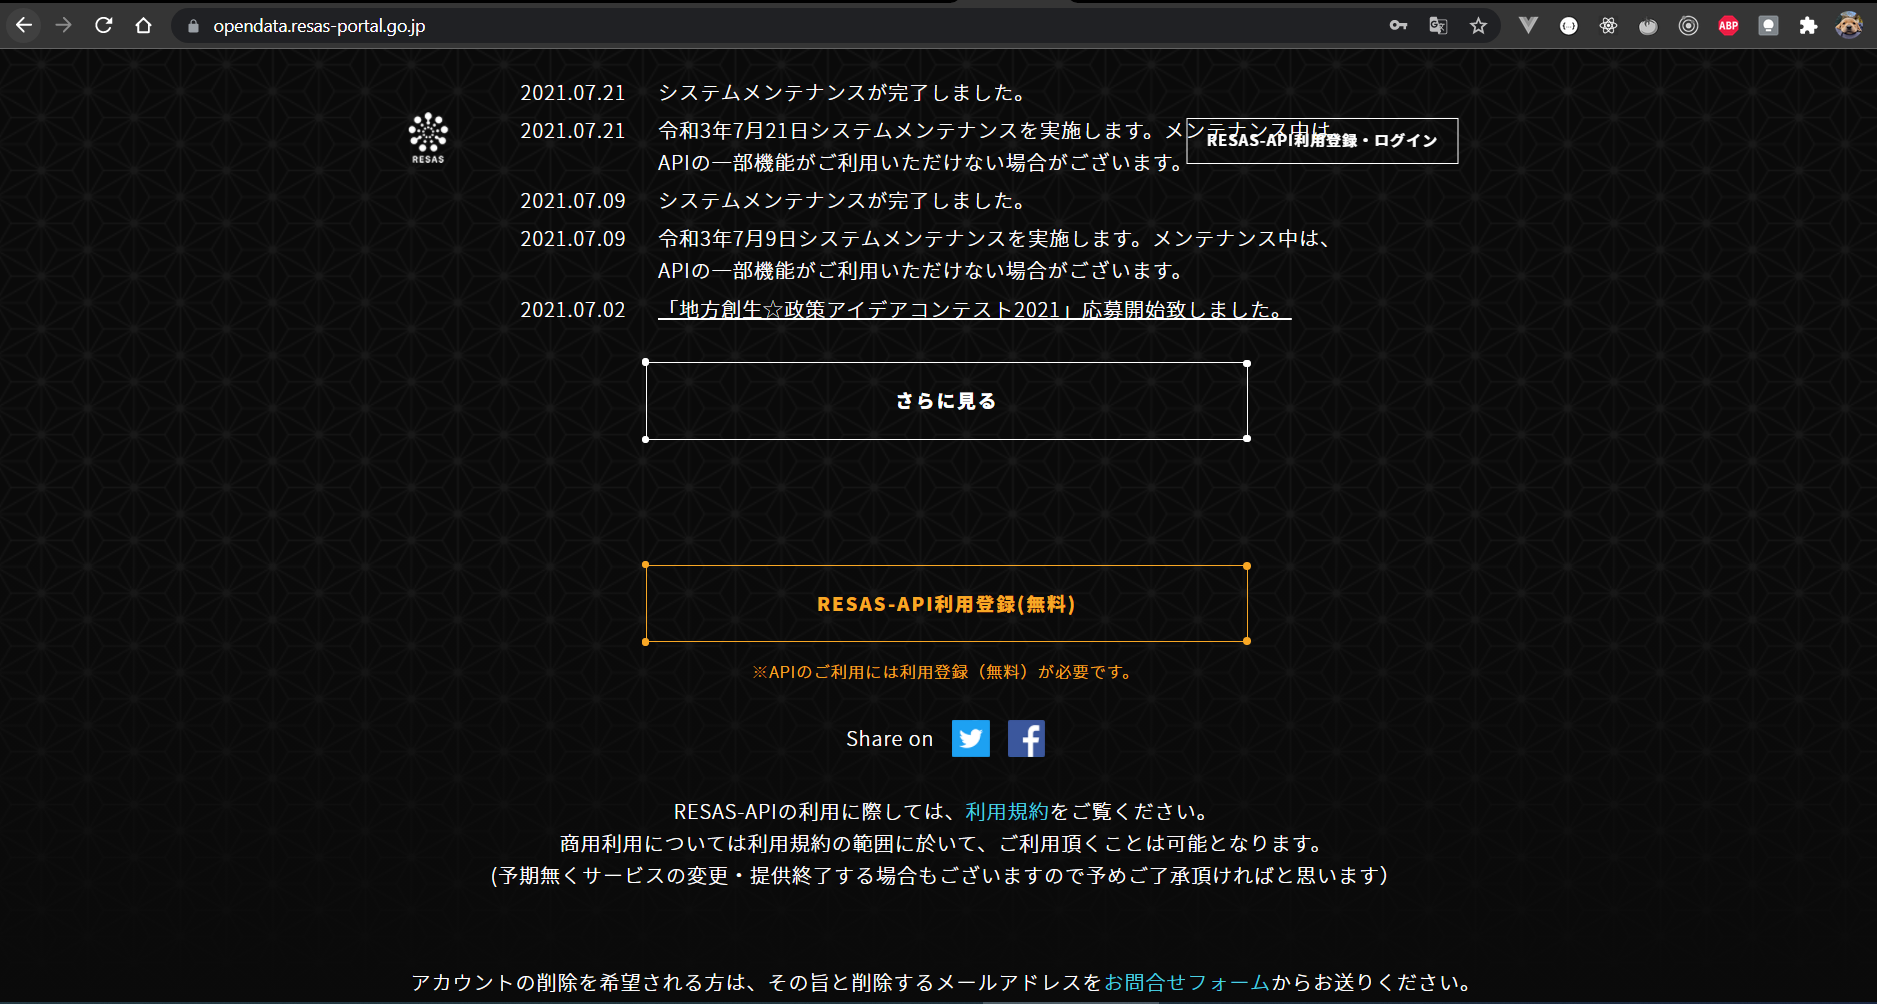 opendata.resas-portal.go.jp
ABP
2021.07.21 システムメンテナンスが完了しました。
RESAS
2021.07.21 令和3年7月21日システムメンテナンスを実施します。メンテナンス中は、
APIの一部機能がご利用いただけない場合がございます。
RESAS-API利用登録・ログイン
2021.07.09 システムメンテナンスが完了しました。
2021.07.09 令和3年7月9日システムメンテナンスを実施します。メンテナンス中は、
APIの一部機能がご利用いただけない場合がございます。
2021.07.02 「地方創生☆政策アイデアコンテスト2021」応募開始致しました。
さらに見る
RESAS-API利用登録(無料)
※APIのご利用には利用登録（無料）が必要です。
Share on
RESAS-APIの利用に際しては、利用規約をご覧ください。
商用利用については利用規約の範囲に於いて、ご利用頂くことは可能となります。
(予期無くサービスの変更・提供終了する場合もございますので予めご了承頂ければと思います）
アカウントの削除を希望される方は、その旨と削除するメールアドレスをお問合せフォームからお送りください。